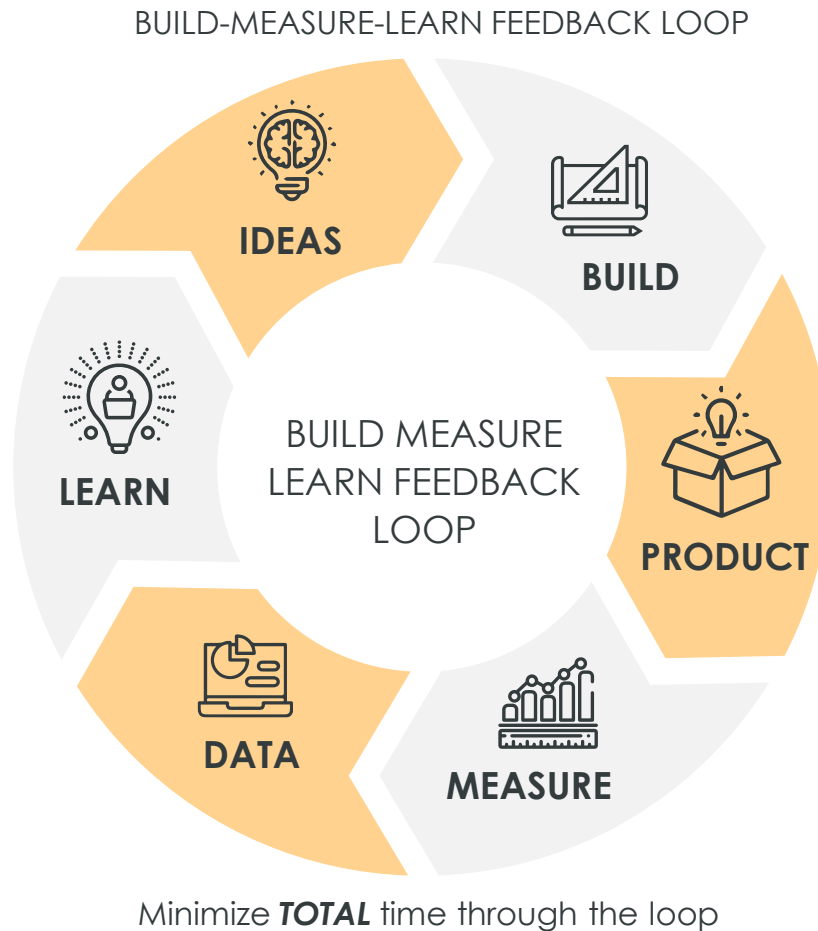 BUILD-MEASURE-LEARN FEEDBACK LOOP
IDEAS
BUILD
PRODUCT
MEASURE
DATA
LEARN
BUILD MEASURE
LEARN FEEDBACK
LOOP
Minimize TOTAL time through the loop